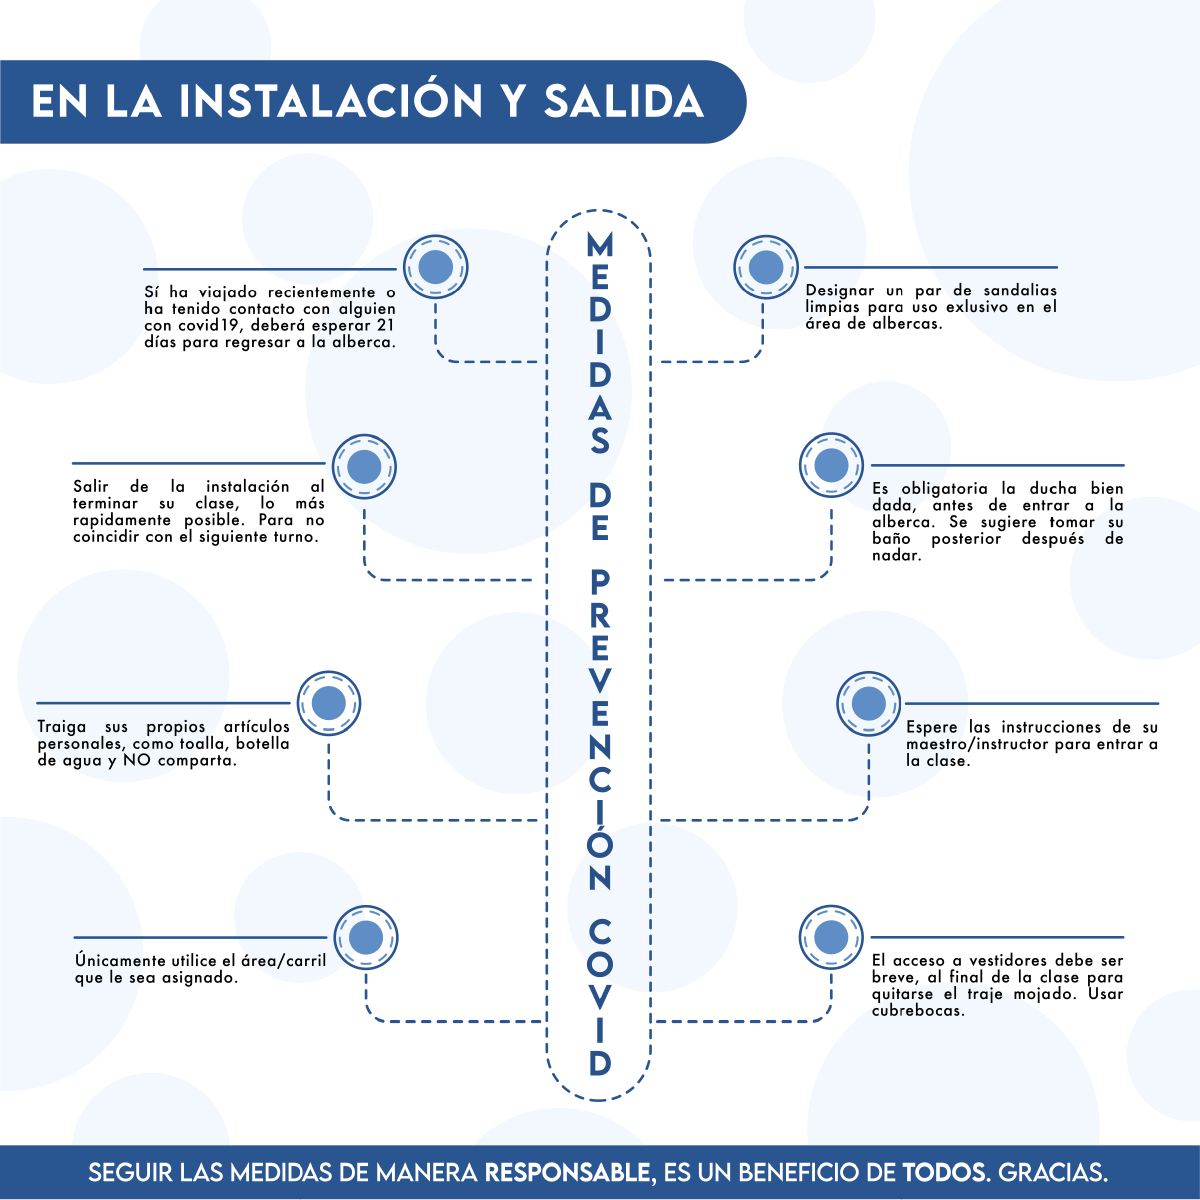 EN LA INSTALACIÓN Y SALIDA
MEDIDAS DE PREVENCIÓN COVID
Sí ha viajado recientemente o
ha tenido contacto con alguien
con covid19, deberá esperar 21
días para regresar a la alberca.
Designar un par de sandalias
limpias para uso exlusivo en el
área de albercas.
Salir de la instalación al
terminar su clase, lo más
rapidamente posible. Para no
coincidir con el siguiente turno.
Es obligatoria la ducha bien
dada, antes de entrar a la
alberca. Se sugiere tomar su
baño posterior después de
nadar.
Traiga sus propios artículos
personales, como toalla, botella
de agua y NO comparta.
Espere las instrucciones de su
maestro/instructor para entrar a
la clase.
Únicamente utilice el área/carril
que le sea asignado.
El acceso a vestidores debe ser
breve, al final de la clase para
quitarse el traje mojado. Usar
cubrebocas.
SEGUIR LAS MEDIDAS DE MANERA RESPONSABLE, ES UN BENEFICIO DE TODOS. GRACIAS.